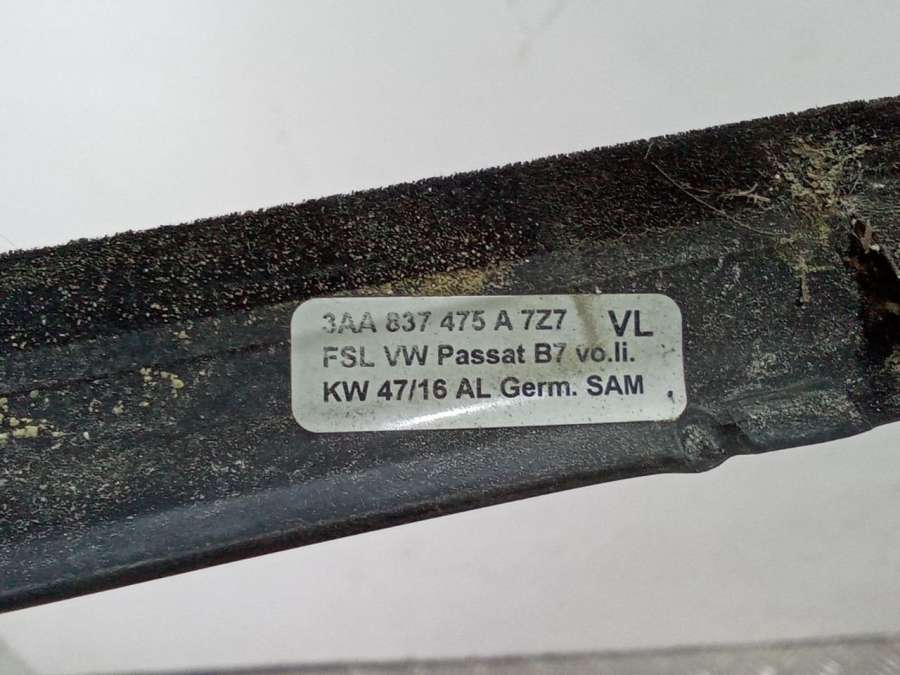 3AA 837 475 A 7Z7 VL
FSL VW Passat B7 vo.li.
KW 47/16 AL Germ. SAM